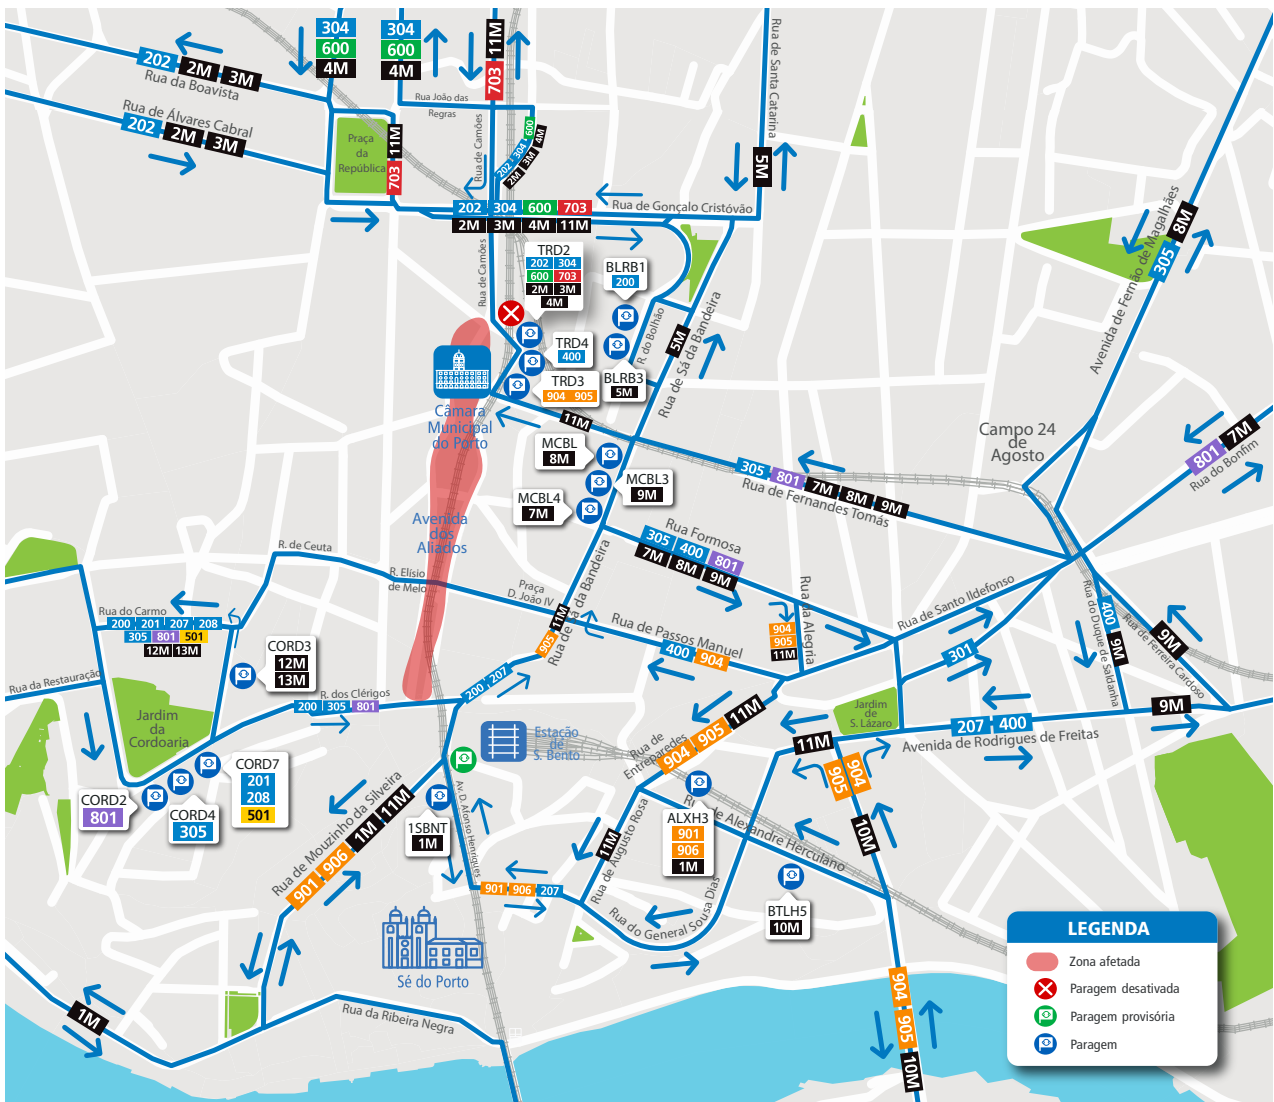 304
600
4M
304
600
4M
11M
703
202 2M 3M
Rua da Boavista
Rua de Álvares Cabral
202 2M 3M
Praça
da
República
11M
703
Rua João das
Regras
Rua de Camões
202 304 600
2M 3M 4M
Rua de Santa Catarina
5M
202 304 600 703
2M 3M 4M 11M
Rua de Gonçalo Cristóvão
Rua de Camões
TRD2
202 304
600 703
2M 3M
4M
BLRB1
200
TRD4
400
TRD3
904 905
BLRB3
5M
R. do Bolhão
5M
Rua de Sá da Bandeira
Avenida de Fernão de Magalhães
305 8M
Câmara
Municipal
do Porto
11M
MCBL
8M
MCBL3
9M
MCBL4
7M
305 801 7M 8M 9M
Rua de Fernandes Tomás
Campo 24
de
Agosto
801 7M
Rua do Bonfim
Avenida
dos
Aliados
R. de Ceuta
R. Elísio
de Melo
Praça
D. João IV
Rua Formosa
305 400 801
7M 8M 9M
Rua de Sá da Bandeira
905 11M
Rua de Passos Manuel
400 904
904
905
11M
Rua da Alegria
Rua de Santo Ildefonso
301
400 9M
Rua do Duque de Saldanha
9M
Rua de Ferreira Cardoso
9M
Rua do Carmo
200 201 207 208
305 801 501
12M 13M
CORD3
12M
13M
Rua da Restauração
Jardim
da
Cordoaria
R. dos Clérigos
200 305 801
200 207
Estação
de
S. Bento
Rua de
Entreparedes
904 905 11M
11M
Jardim
de
S. Lázaro
207 400
Avenida de Rodrigues de Freitas
905 904
10M
CORD2
801
CORD4
305
CORD7
201
208
501
Rua de Mouzinho da Silveira
901 906 1M 11M
1SBNT
1M
Av. D. Afonso Henriques
901 906 207
11M
Rua de Augusto Rosa
ALXH3
901
906
1M
Rua de Alexandre Herculano
BTLH5
10M
Rua do General Sousa Dias
Sé do Porto
1M
Rua da Ribeira Negra
904 905 10M
LEGENDA
Zona afetada
Paragem desativada
Paragem provisória
Paragem